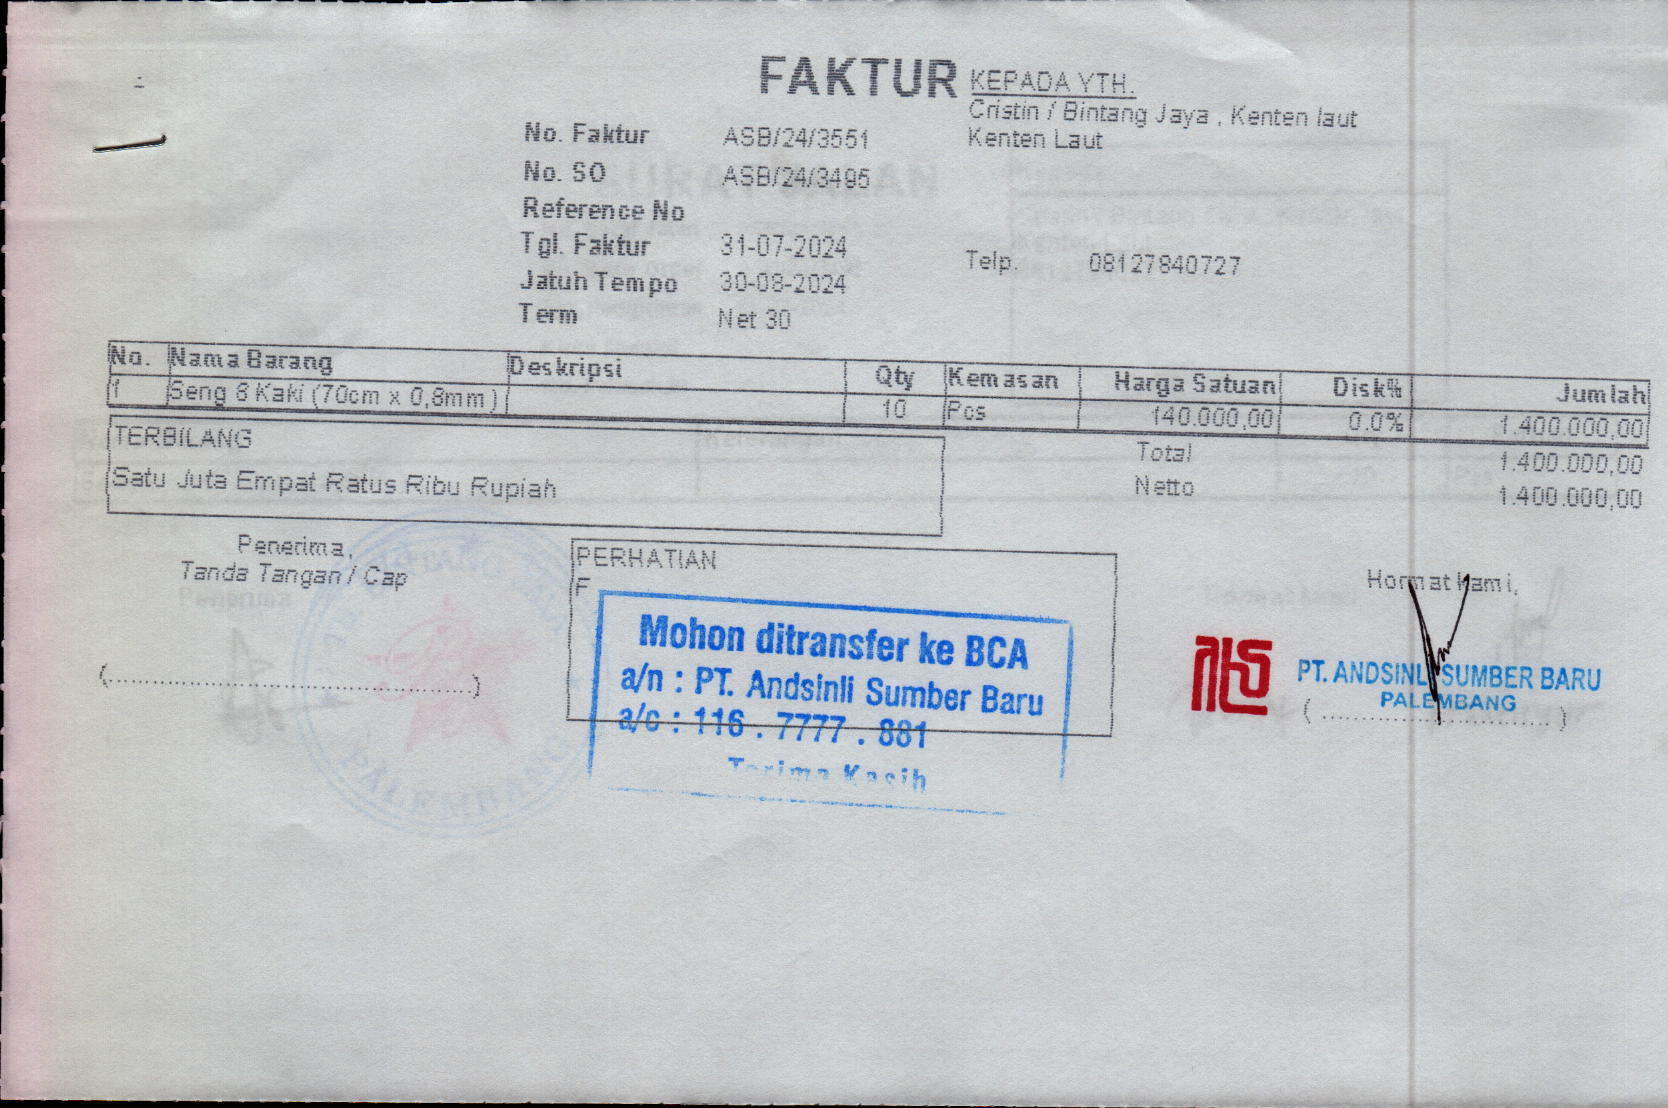 FAKTUR
KEPADA YTH.
Cristin / Bintang Jaya , Kenten laut
Kenten Laut
No. Faktur ASB/24/3551
No. SO ASB/24/3495
Reference No
Tgl. Faktur 31-07-2024
Telp. 08127840727
Jatuh Tempo 30-08-2024
Term Net 30
No. Nama Barang Deskripsi Qty Kemasan Harga Satuan Disk% Jumlah
1 Seng 8 Kaki (70cm x 0,8mm) 10 Pcs 140.000,00 0.0% 1.400.000,00
TERBILANG
Total 1.400.000,00
Satu Juta Empat Ratus Ribu Rupiah
Netto 1.400.000,00
Penerima,
Tanda Tangan / Cap
PERHATIAN
F
Mohon ditransfer ke BCA
a/n : PT. Andsinli Sumber Baru
a/c : 116 . 7777 . 881
Terima Kasih
Hormat Kami,
PT. ANDSINLI SUMBER BARU
PALEMBANG
PALEMBANG